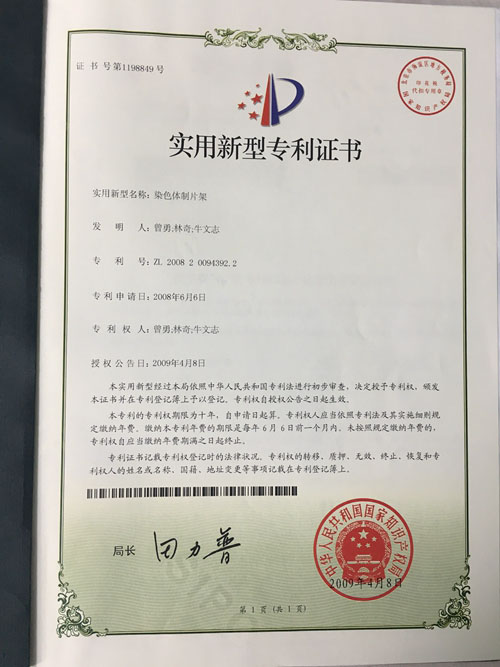 证 书 号 第1198849号
印 花 税
代扣专用章
国家知识产权局
实用新型专利证书
实用新型名称：染色体制片架
发 明 人：曾勇;林奇;牛文志
专 利 号：ZL 2008 2 0094392.2
专利申请日：2008年6月6日
专 利 权 人：曾勇;林奇;牛文志
授权公告日：2009年4月8日
本实用新型经过本局依照中华人民共和国专利法进行初步审查，决定授予专利权，颁发
本证书并在专利登记簿上予以登记。专利权自授权公告之日起生效。
本专利的专利权期限为十年，自申请日起算。专利权人应当依照专利法及其实施细则规
定缴纳年费。缴纳本专利年费的期限是每年 6 月 6 日前一个月内。未按照规定缴纳年费的，
专利权自应当缴纳年费期满之日起终止。
专利证书记载专利权登记时的法律状况。专利权的转移、质押、无效、终止、恢复和专
利权人的姓名或名称、国籍、地址变更等事项记载在专利登记簿上。
局长 田力普
中华人民共和国国家知识产权局
2009年4月8日
第 1 页 (共 1 页)